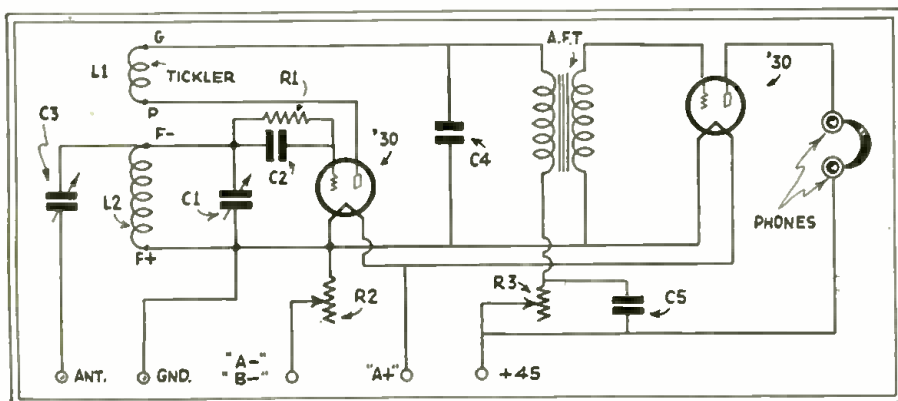 G
A.F.T
L1
TICKLER
R1
'30
C3
P
F-
'30
C2
C4
L2
C1
PHONES
F+
R2
R3
C5
ANT.
GND.
"A-"
"B-"
"A+"
+45